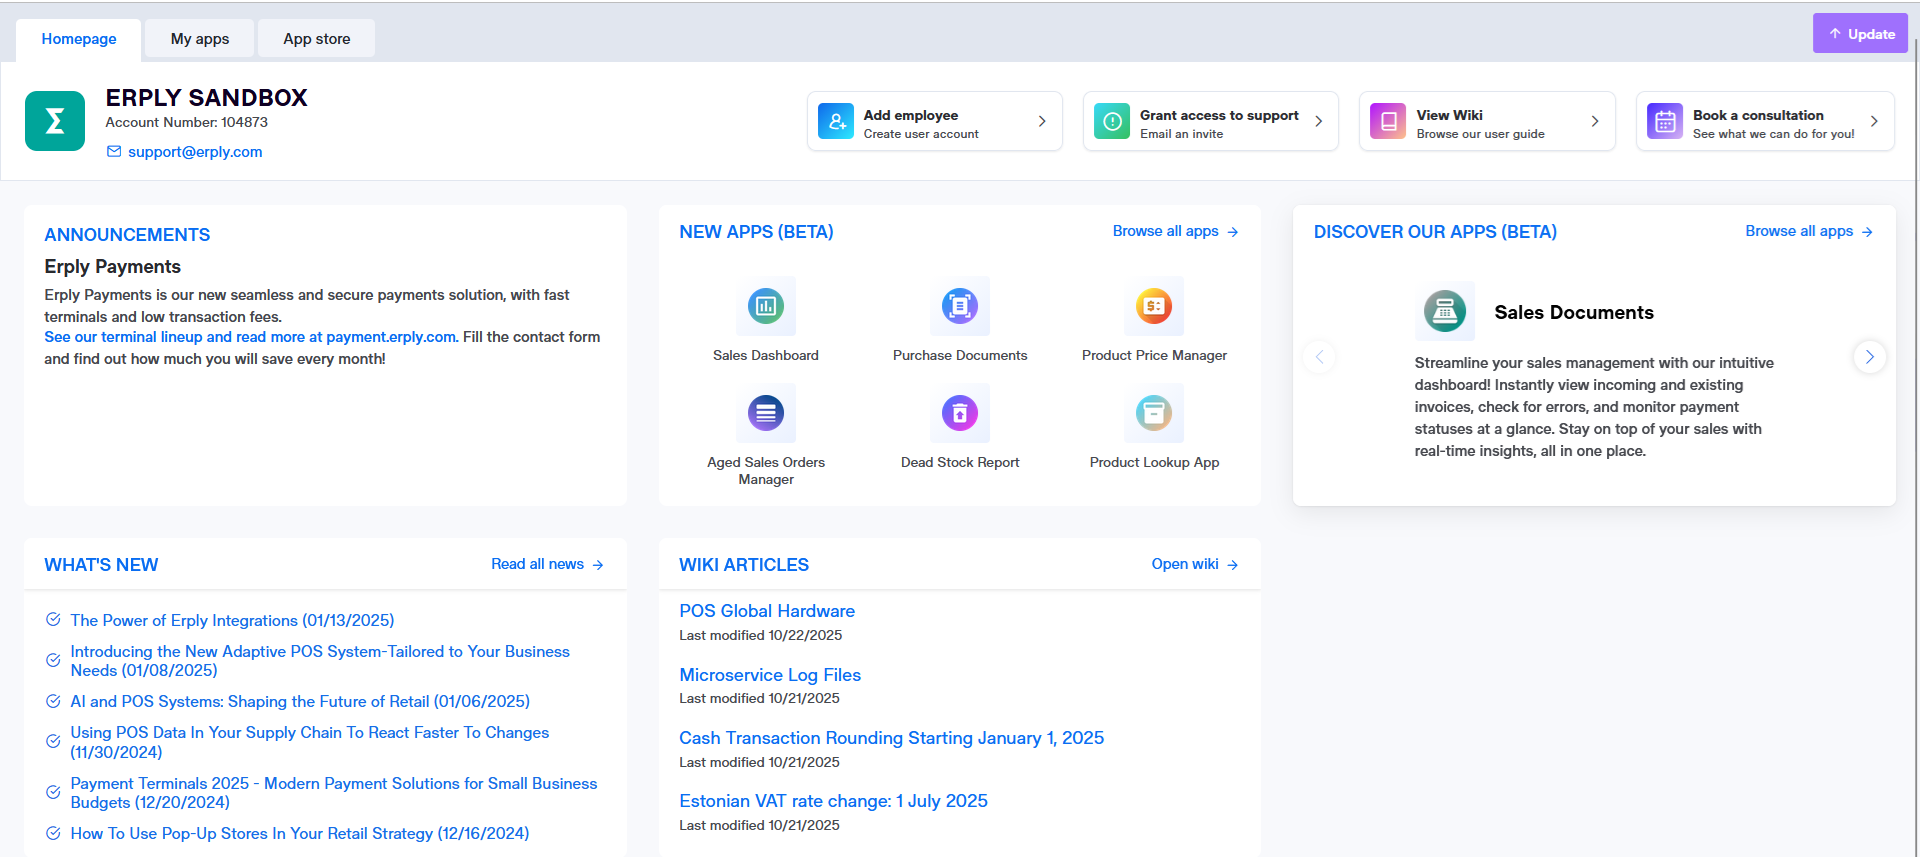 Homepage
My apps
App store
Update
ERPLY SANDBOX
Account Number: 104873
support@erply.com
Add employee
Create user account
Grant access to support
Email an invite
View Wiki
Browse our user guide
Book a consultation
See what we can do for you!
ANNOUNCEMENTS
Erply Payments
Erply Payments is our new seamless and secure payments solution, with fast
terminals and low transaction fees.
See our terminal lineup and read more at payment.erply.com. Fill the contact form
and find out how much you will save every month!
NEW APPS (BETA)
Browse all apps
Sales Dashboard
Purchase Documents
Product Price Manager
Aged Sales Orders
Manager
Dead Stock Report
Product Lookup App
DISCOVER OUR APPS (BETA)
Browse all apps
Sales Documents
Streamline your sales management with our intuitive
dashboard! Instantly view incoming and existing
invoices, check for errors, and monitor payment
statuses at a glance. Stay on top of your sales with
real-time insights, all in one place.
WHAT'S NEW
Read all news
The Power of Erply Integrations (01/13/2025)
Introducing the New Adaptive POS System-Tailored to Your Business
Needs (01/08/2025)
AI and POS Systems: Shaping the Future of Retail (01/06/2025)
Using POS Data In Your Supply Chain To React Faster To Changes
(11/30/2024)
Payment Terminals 2025 - Modern Payment Solutions for Small Business
Budgets (12/20/2024)
How To Use Pop-Up Stores In Your Retail Strategy (12/16/2024)
WIKI ARTICLES
Open wiki
POS Global Hardware
Last modified 10/22/2025
Microservice Log Files
Last modified 10/21/2025
Cash Transaction Rounding Starting January 1, 2025
Last modified 10/21/2025
Estonian VAT rate change: 1 July 2025
Last modified 10/21/2025